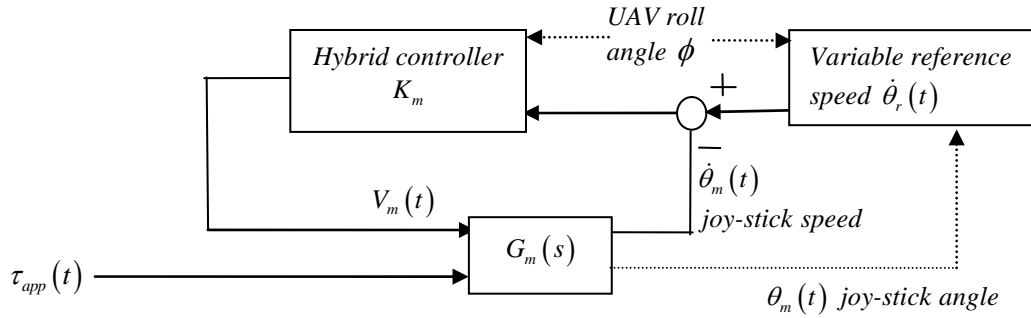 UAV roll
angle ϕ
Hybrid controller
K_m
Variable reference
speed θ̇_r(t)
+
−
θ̇_m(t)
joy-stick speed
V_m(t)
G_m(s)
τ_app(t)
θ_m(t) joy-stick angle